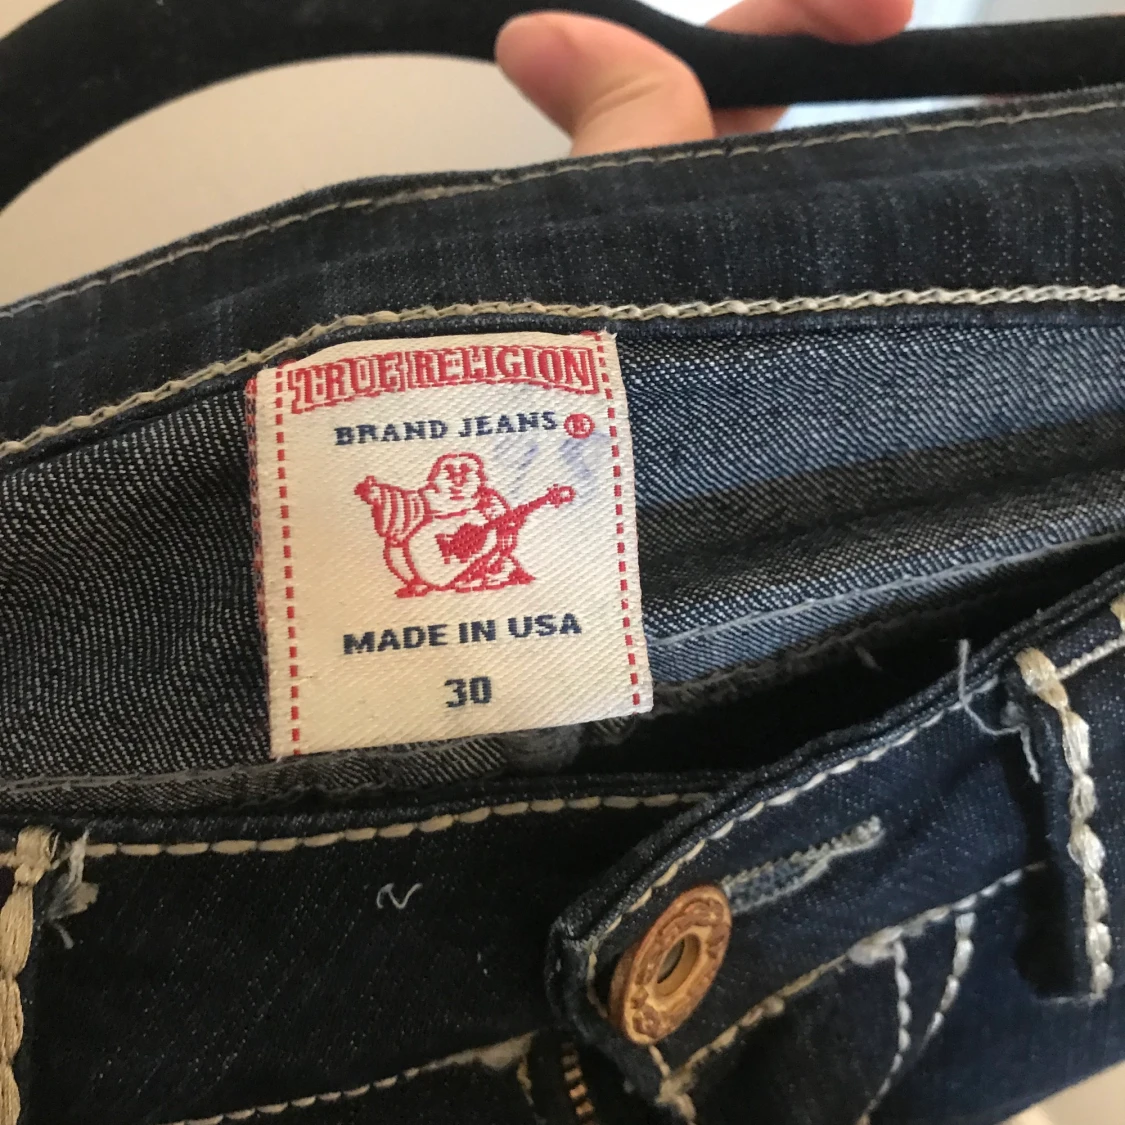 TRUE RELIGION
BRAND JEANS ®
MADE IN USA
30